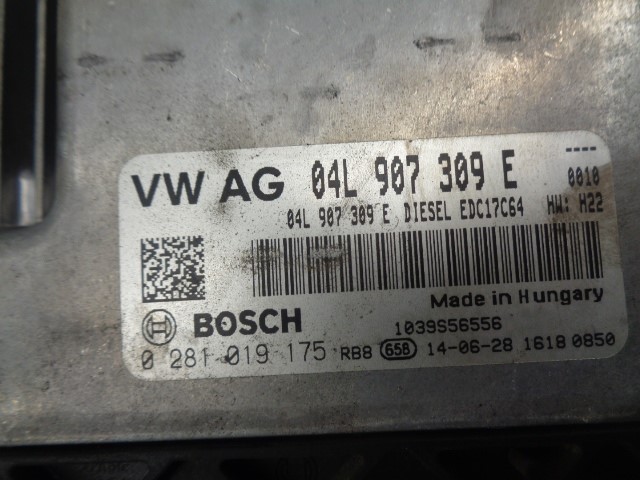 VW AG 04L 907 309 E ----
0010
04L 907 309 E DIESEL EDC17C64 HW: H22
Made in Hungary
BOSCH 1039S56556
0 281 019 175 RB8 658 14-06-28 1618 0850